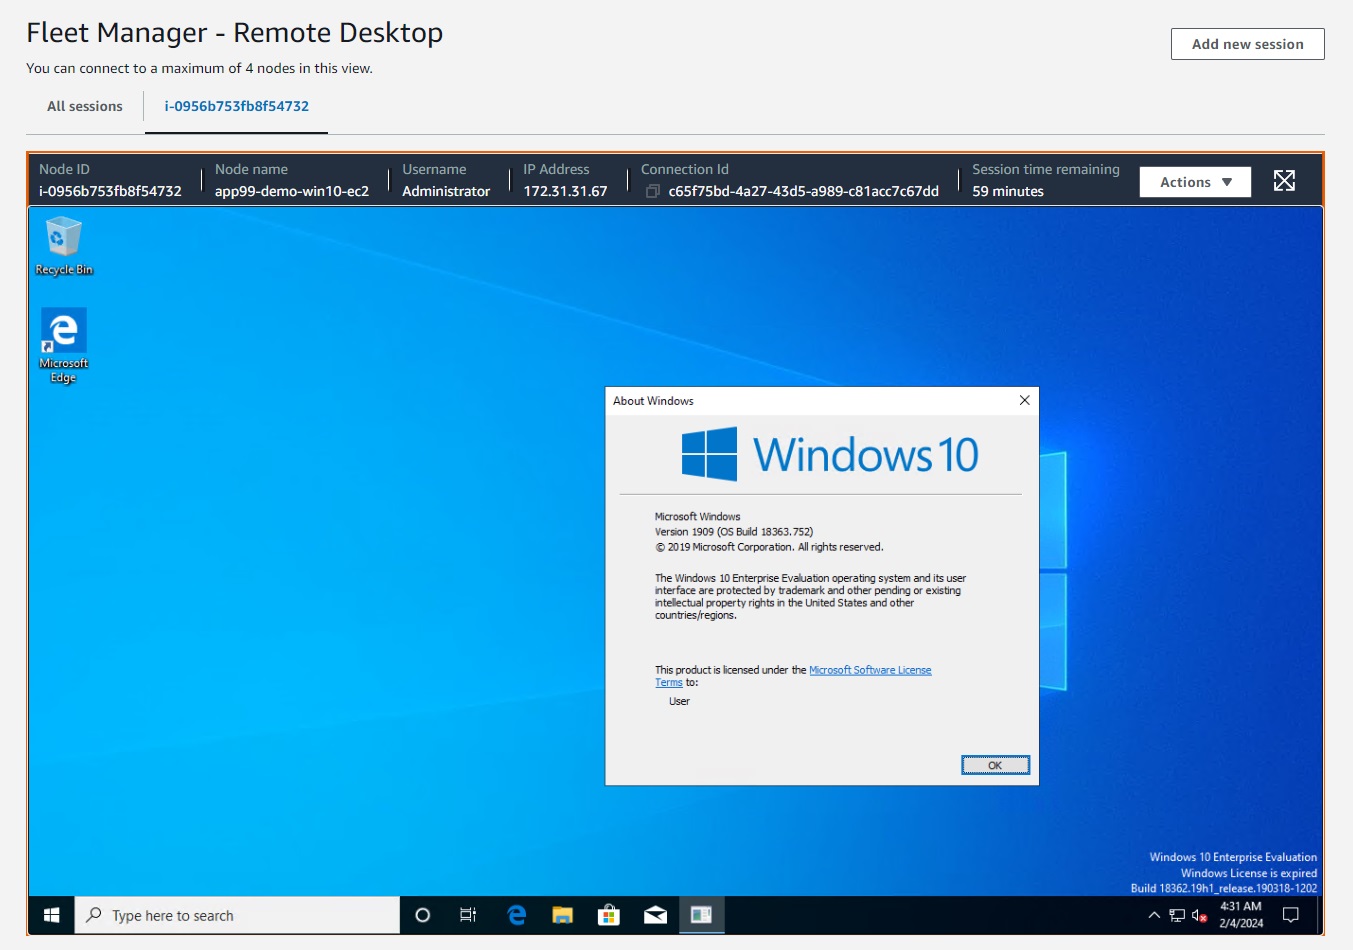 Fleet Manager - Remote Desktop
Add new session
You can connect to a maximum of 4 nodes in this view.
All sessions
i-0956b753fb8f54732
Node ID
i-0956b753fb8f54732
Node name
app99-demo-win10-ec2
Username
Administrator
IP Address
172.31.31.67
Connection Id
c65f75bd-4a27-43d5-a989-c81acc7c67dd
Session time remaining
59 minutes
Actions
Recycle Bin
Microsoft
Edge
About Windows
Windows 10
Microsoft Windows
Version 1909 (OS Build 18363.752)
© 2019 Microsoft Corporation. All rights reserved.
The Windows 10 Enterprise Evaluation operating system and its user
interface are protected by trademark and other pending or existing
intellectual property rights in the United States and other
countries/regions.
This product is licensed under the Microsoft Software License
Terms to:
User
OK
Windows 10 Enterprise Evaluation
Windows License is expired
Build 18362.19h1_release.190318-1202
Type here to search
4:31 AM
2/4/2024